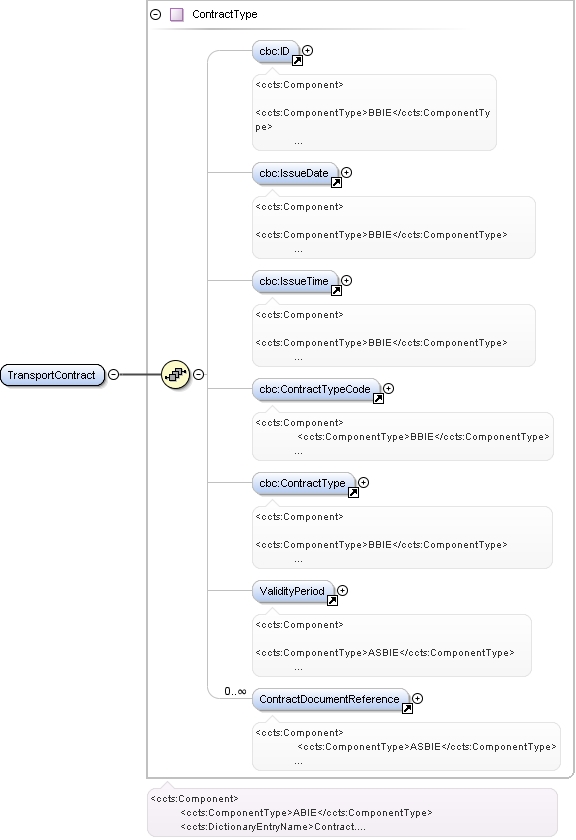 ContractType
cbc:ID
<ccts:Component>
<ccts:ComponentType>BBIE</ccts:ComponentTy
pe>
...
cbc:IssueDate
<ccts:Component>
<ccts:ComponentType>BBIE</ccts:ComponentType>
...
cbc:IssueTime
<ccts:Component>
<ccts:ComponentType>BBIE</ccts:ComponentType>
...
TransportContract
cbc:ContractTypeCode
<ccts:Component>
<ccts:ComponentType>BBIE</ccts:ComponentType>
...
cbc:ContractType
<ccts:Component>
<ccts:ComponentType>BBIE</ccts:ComponentType>
...
ValidityPeriod
<ccts:Component>
<ccts:ComponentType>ASBIE</ccts:ComponentType>
...
0..∞
ContractDocumentReference
<ccts:Component>
<ccts:ComponentType>ASBIE</ccts:ComponentType>
...
<ccts:Component>
<ccts:ComponentType>ABIE</ccts:ComponentType>
<ccts:DictionaryEntryName>Contract....